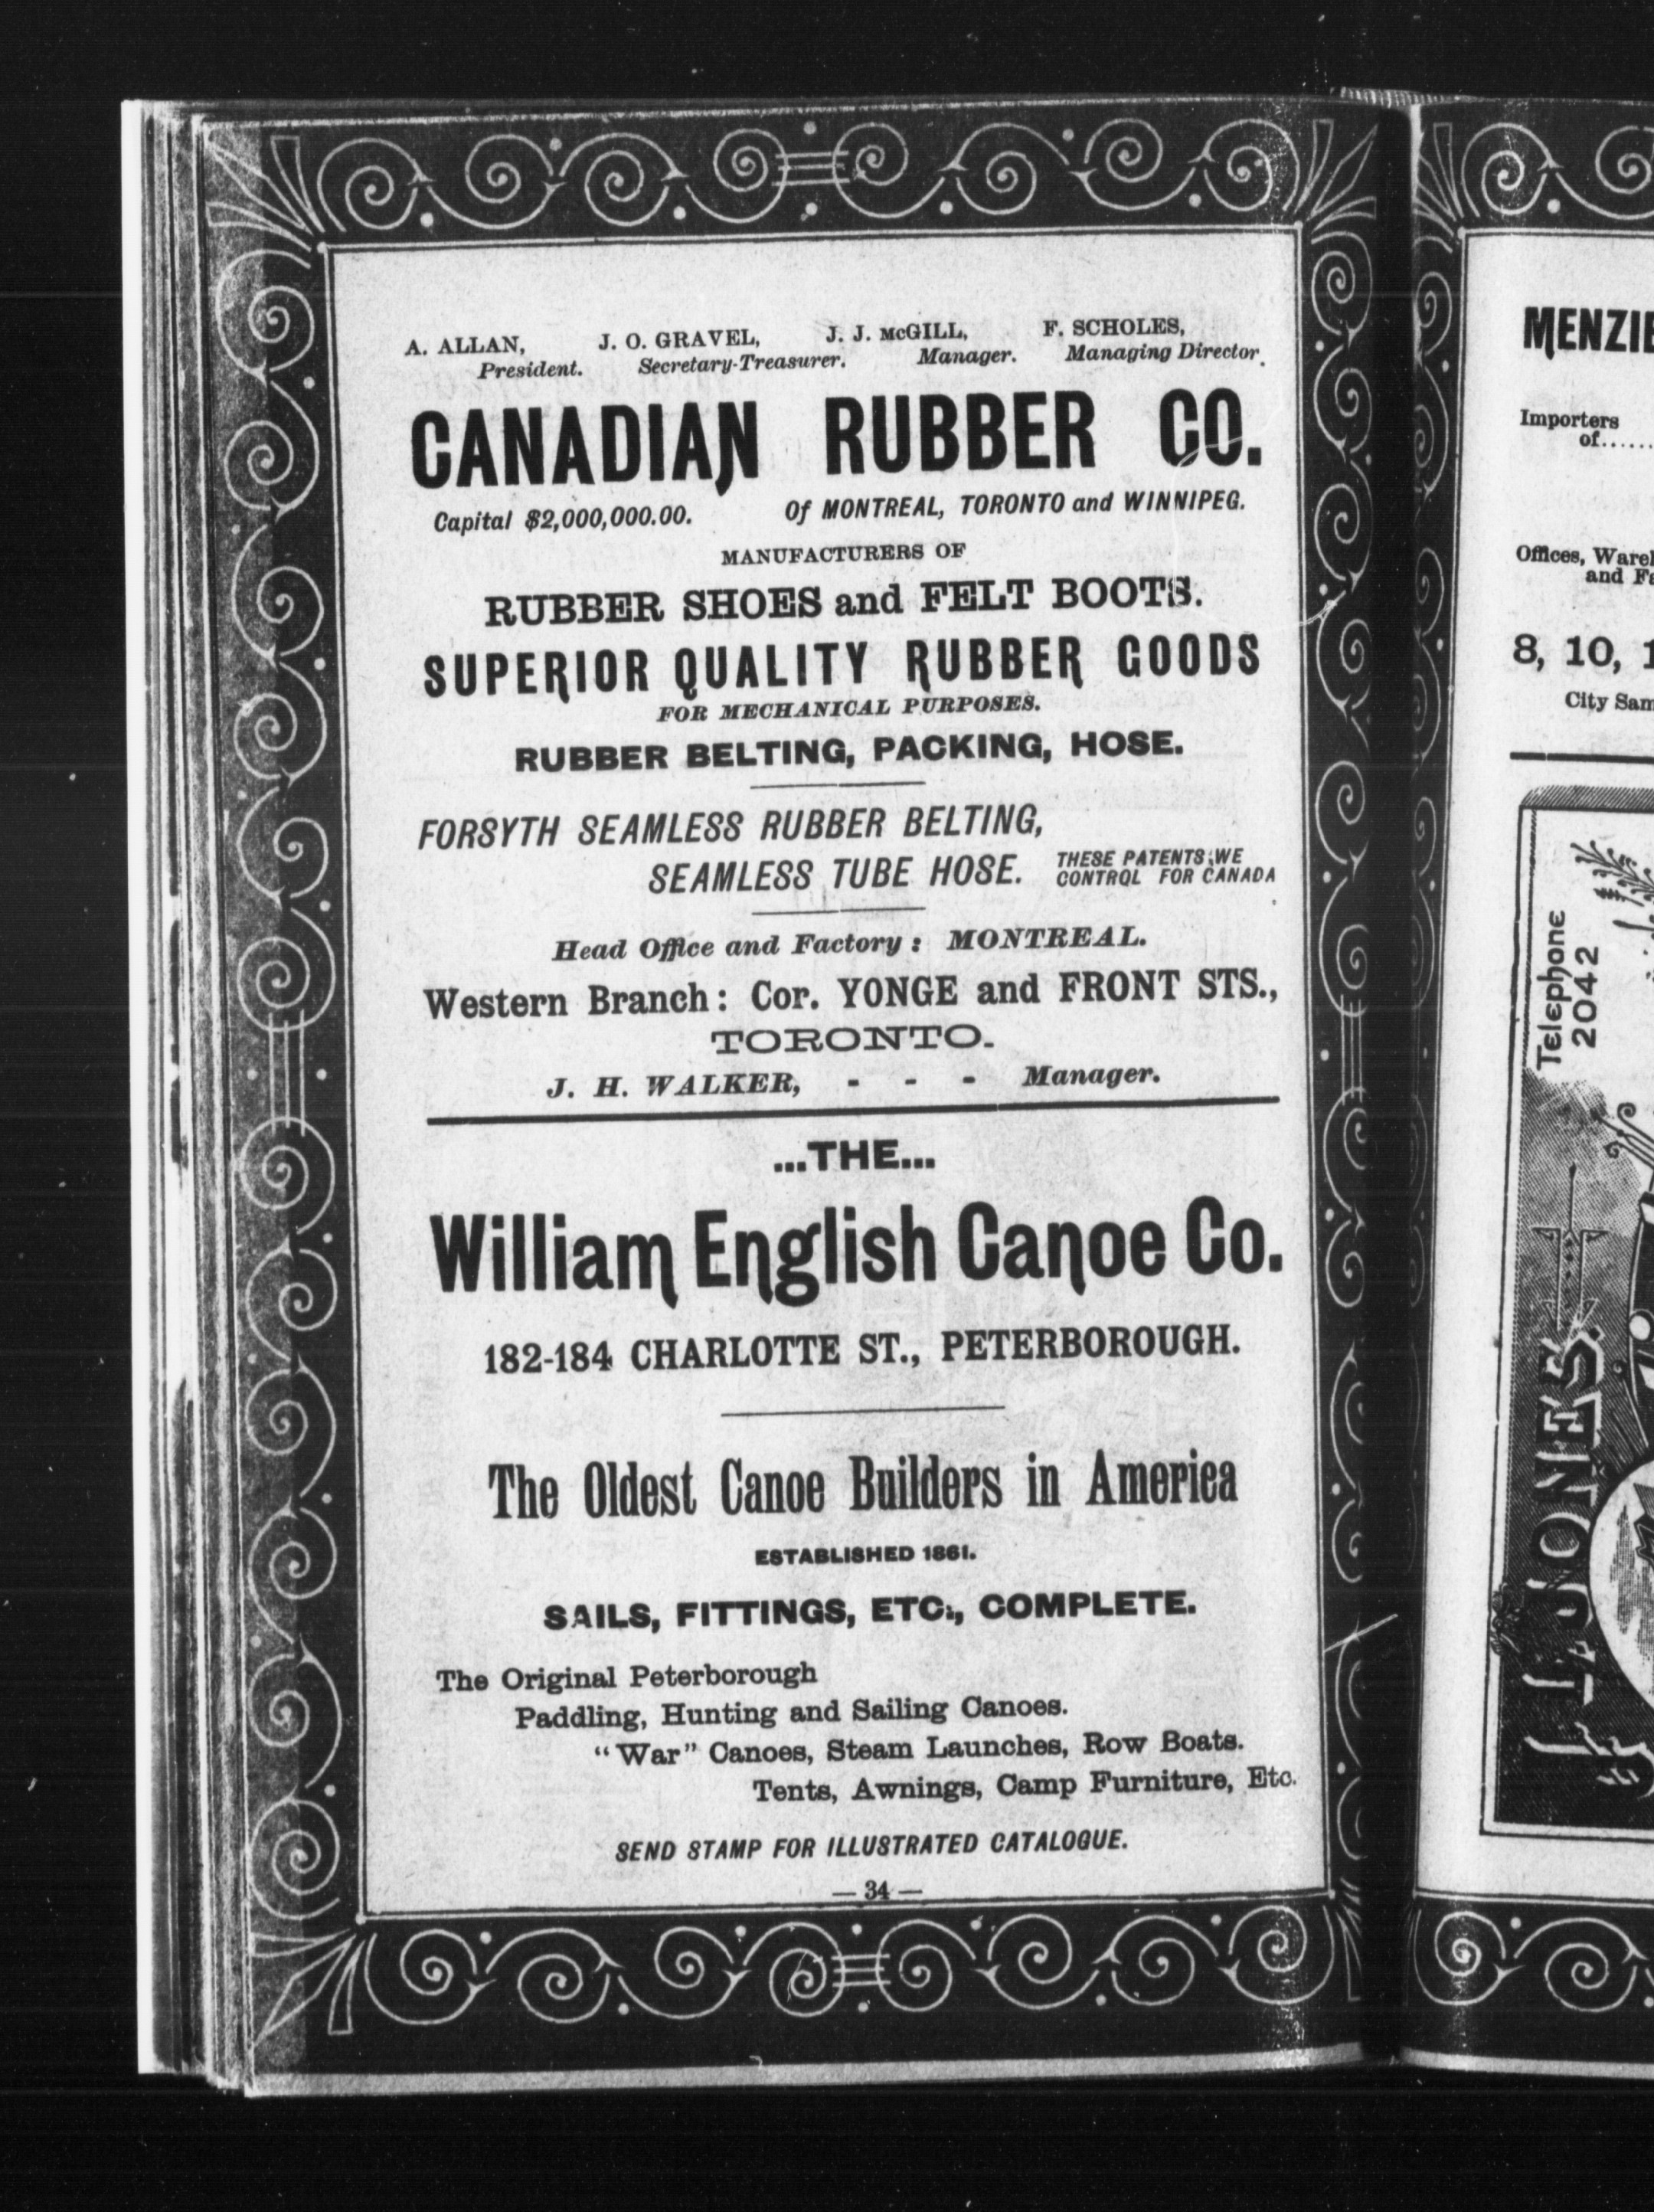 A. ALLAN, J. O. GRAVEL, J. J. McGILL, F. SCHOLES,
President. Secretary-Treasurer. Manager. Managing Director.
CANADIAN RUBBER CO.
Capital $2,000,000.00. Of MONTREAL, TORONTO and WINNIPEG.
MANUFACTURERS OF
RUBBER SHOES and FELT BOOTS.
SUPERIOR QUALITY RUBBER GOODS
FOR MECHANICAL PURPOSES.
RUBBER BELTING, PACKING, HOSE.
FORSYTH SEAMLESS RUBBER BELTING,
SEAMLESS TUBE HOSE. THESE PATENTS WE
CONTROL FOR CANADA
Head Office and Factory: MONTREAL.
Western Branch: Cor. YONGE and FRONT STS.,
TORONTO.
J. H. WALKER, - - - Manager.
...THE...
William English Canoe Co.
182-184 CHARLOTTE ST., PETERBOROUGH.
The Oldest Canoe Builders in America
ESTABLISHED 1861.
SAILS, FITTINGS, ETC., COMPLETE.
The Original Peterborough
Paddling, Hunting and Sailing Canoes.
"War" Canoes, Steam Launches, Row Boats.
Tents, Awnings, Camp Furniture, Etc.
SEND STAMP FOR ILLUSTRATED CATALOGUE.
— 34 —
Importers
of......
Offices,
and
8, 10,
City
Telephone
2042
J. L. JONES